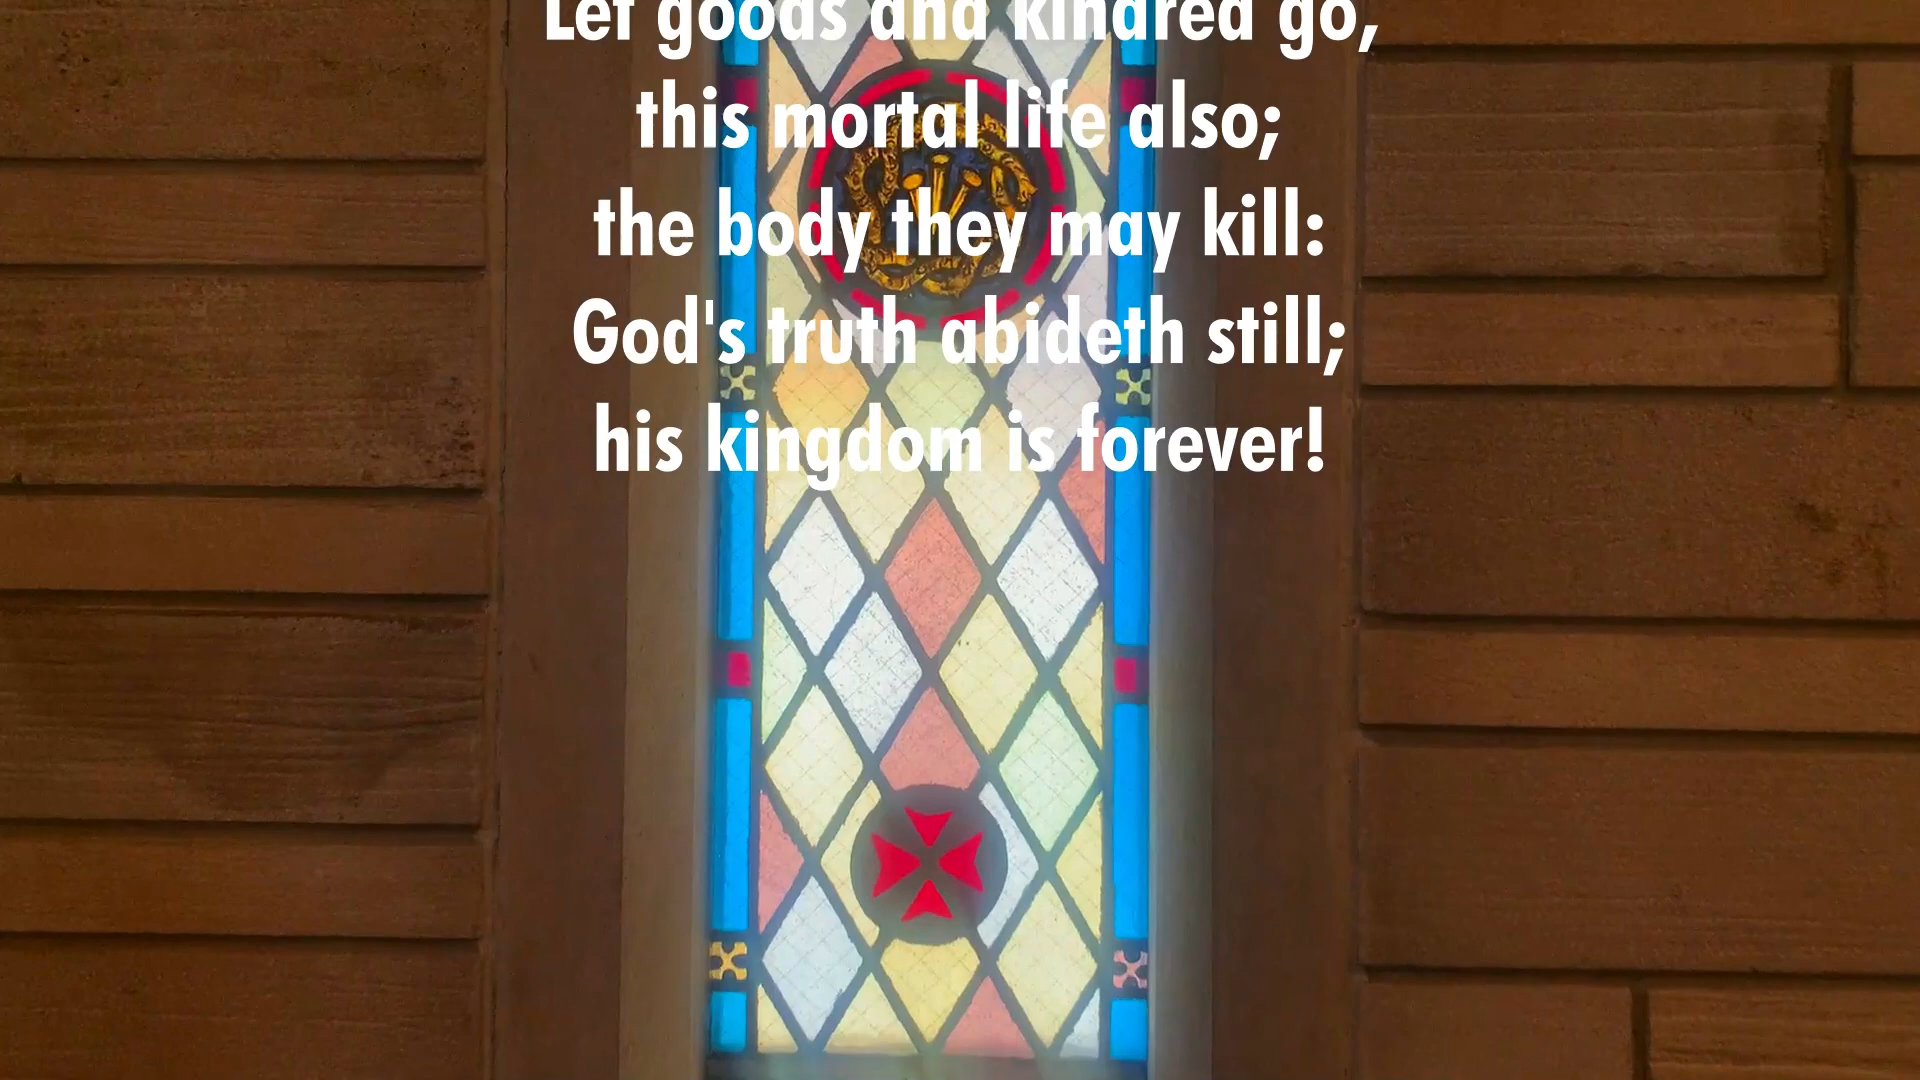 Let goods and kindred go,
this mortal life also;
the body they may kill:
God's truth abideth still;
his kingdom is forever!